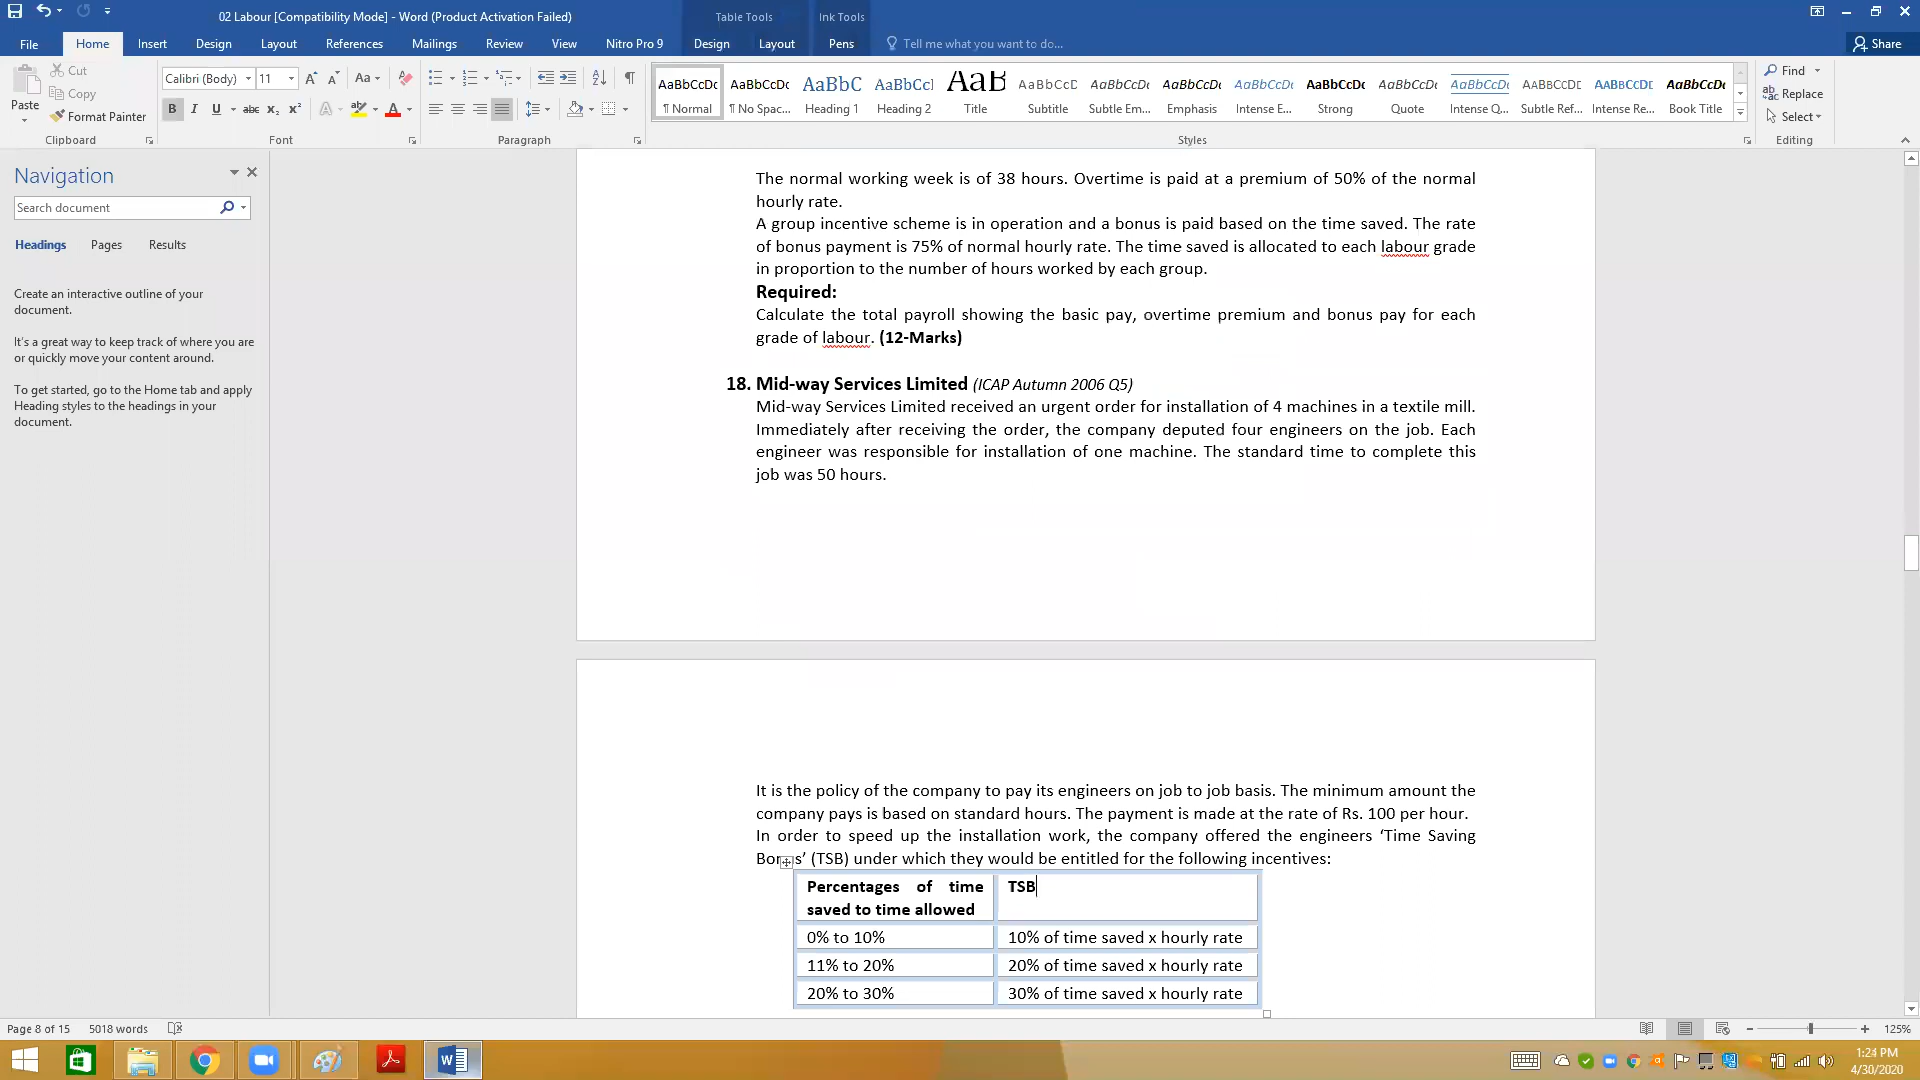 02 Labour [Compatibility Mode] - Word (Product Activation Failed)
Table Tools
Ink Tools
File
Home
Insert
Design
Layout
References
Mailings
Review
View
Nitro Pro 9
Design
Layout
Pens
Tell me what you want to do...
Share
Paste
Cut
Copy
Format Painter
Clipboard
Calibri (Body)
11
Font
Paragraph
AaBbCcDc
¶ Normal
AaBbCcDc
¶ No Spac...
AaBbC
Heading 1
AaBbCcI
Heading 2
AaB
Title
AaBbCcD
Subtitle
AaBbCcDc
Subtle Em...
AaBbCcDc
Emphasis
AaBbCcDc
Intense E...
AaBbCcDc
Strong
AaBbCcDc
Quote
AaBbCcDc
Intense Q...
AaBbCcDc
Subtle Ref...
AaBbCcDc
Intense Re...
AaBbCcDc
Book Title
Styles
Find
Replace
Select
Editing
Navigation
Search document
Headings
Pages
Results
Create an interactive outline of your
document.
It's a great way to keep track of where you are
or quickly move your content around.
To get started, go to the Home tab and apply
Heading styles to the headings in your
document.
The normal working week is of 38 hours. Overtime is paid at a premium of 50% of the normal
hourly rate.
A group incentive scheme is in operation and a bonus is paid based on the time saved. The rate
of bonus payment is 75% of normal hourly rate. The time saved is allocated to each labour grade
in proportion to the number of hours worked by each group.
Required:
Calculate the total payroll showing the basic pay, overtime premium and bonus pay for each
grade of labour. (12-Marks)
18. Mid-way Services Limited (ICAP Autumn 2006 Q5)
Mid-way Services Limited received an urgent order for installation of 4 machines in a textile mill.
Immediately after receiving the order, the company deputed four engineers on the job. Each
engineer was responsible for installation of one machine. The standard time to complete this
job was 50 hours.
It is the policy of the company to pay its engineers on job to job basis. The minimum amount the
company pays is based on standard hours. The payment is made at the rate of Rs. 100 per hour.
In order to speed up the installation work, the company offered the engineers ‘Time Saving
Bonus’ (TSB) under which they would be entitled for the following incentives:
Percentages of time
saved to time allowed
TSB
0% to 10%
10% of time saved x hourly rate
11% to 20%
20% of time saved x hourly rate
20% to 30%
30% of time saved x hourly rate
Page 8 of 15
5018 words
125%
1:24 PM
4/30/2020